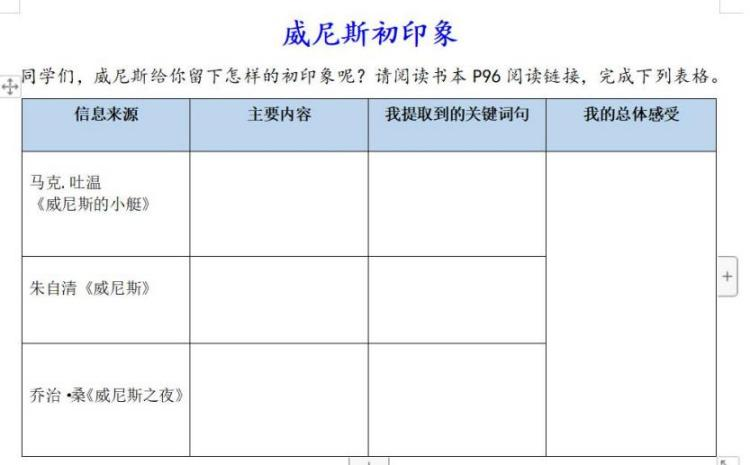 威尼斯初印象
同学们，威尼斯给你留下怎样的初印象呢？请阅读书本 P96 阅读链接，完成下列表格。
信息来源 主要内容 我提取到的关键词句 我的总体感受
马克.吐温
《威尼斯的小艇》
朱自清《威尼斯》
乔治·桑《威尼斯之夜》